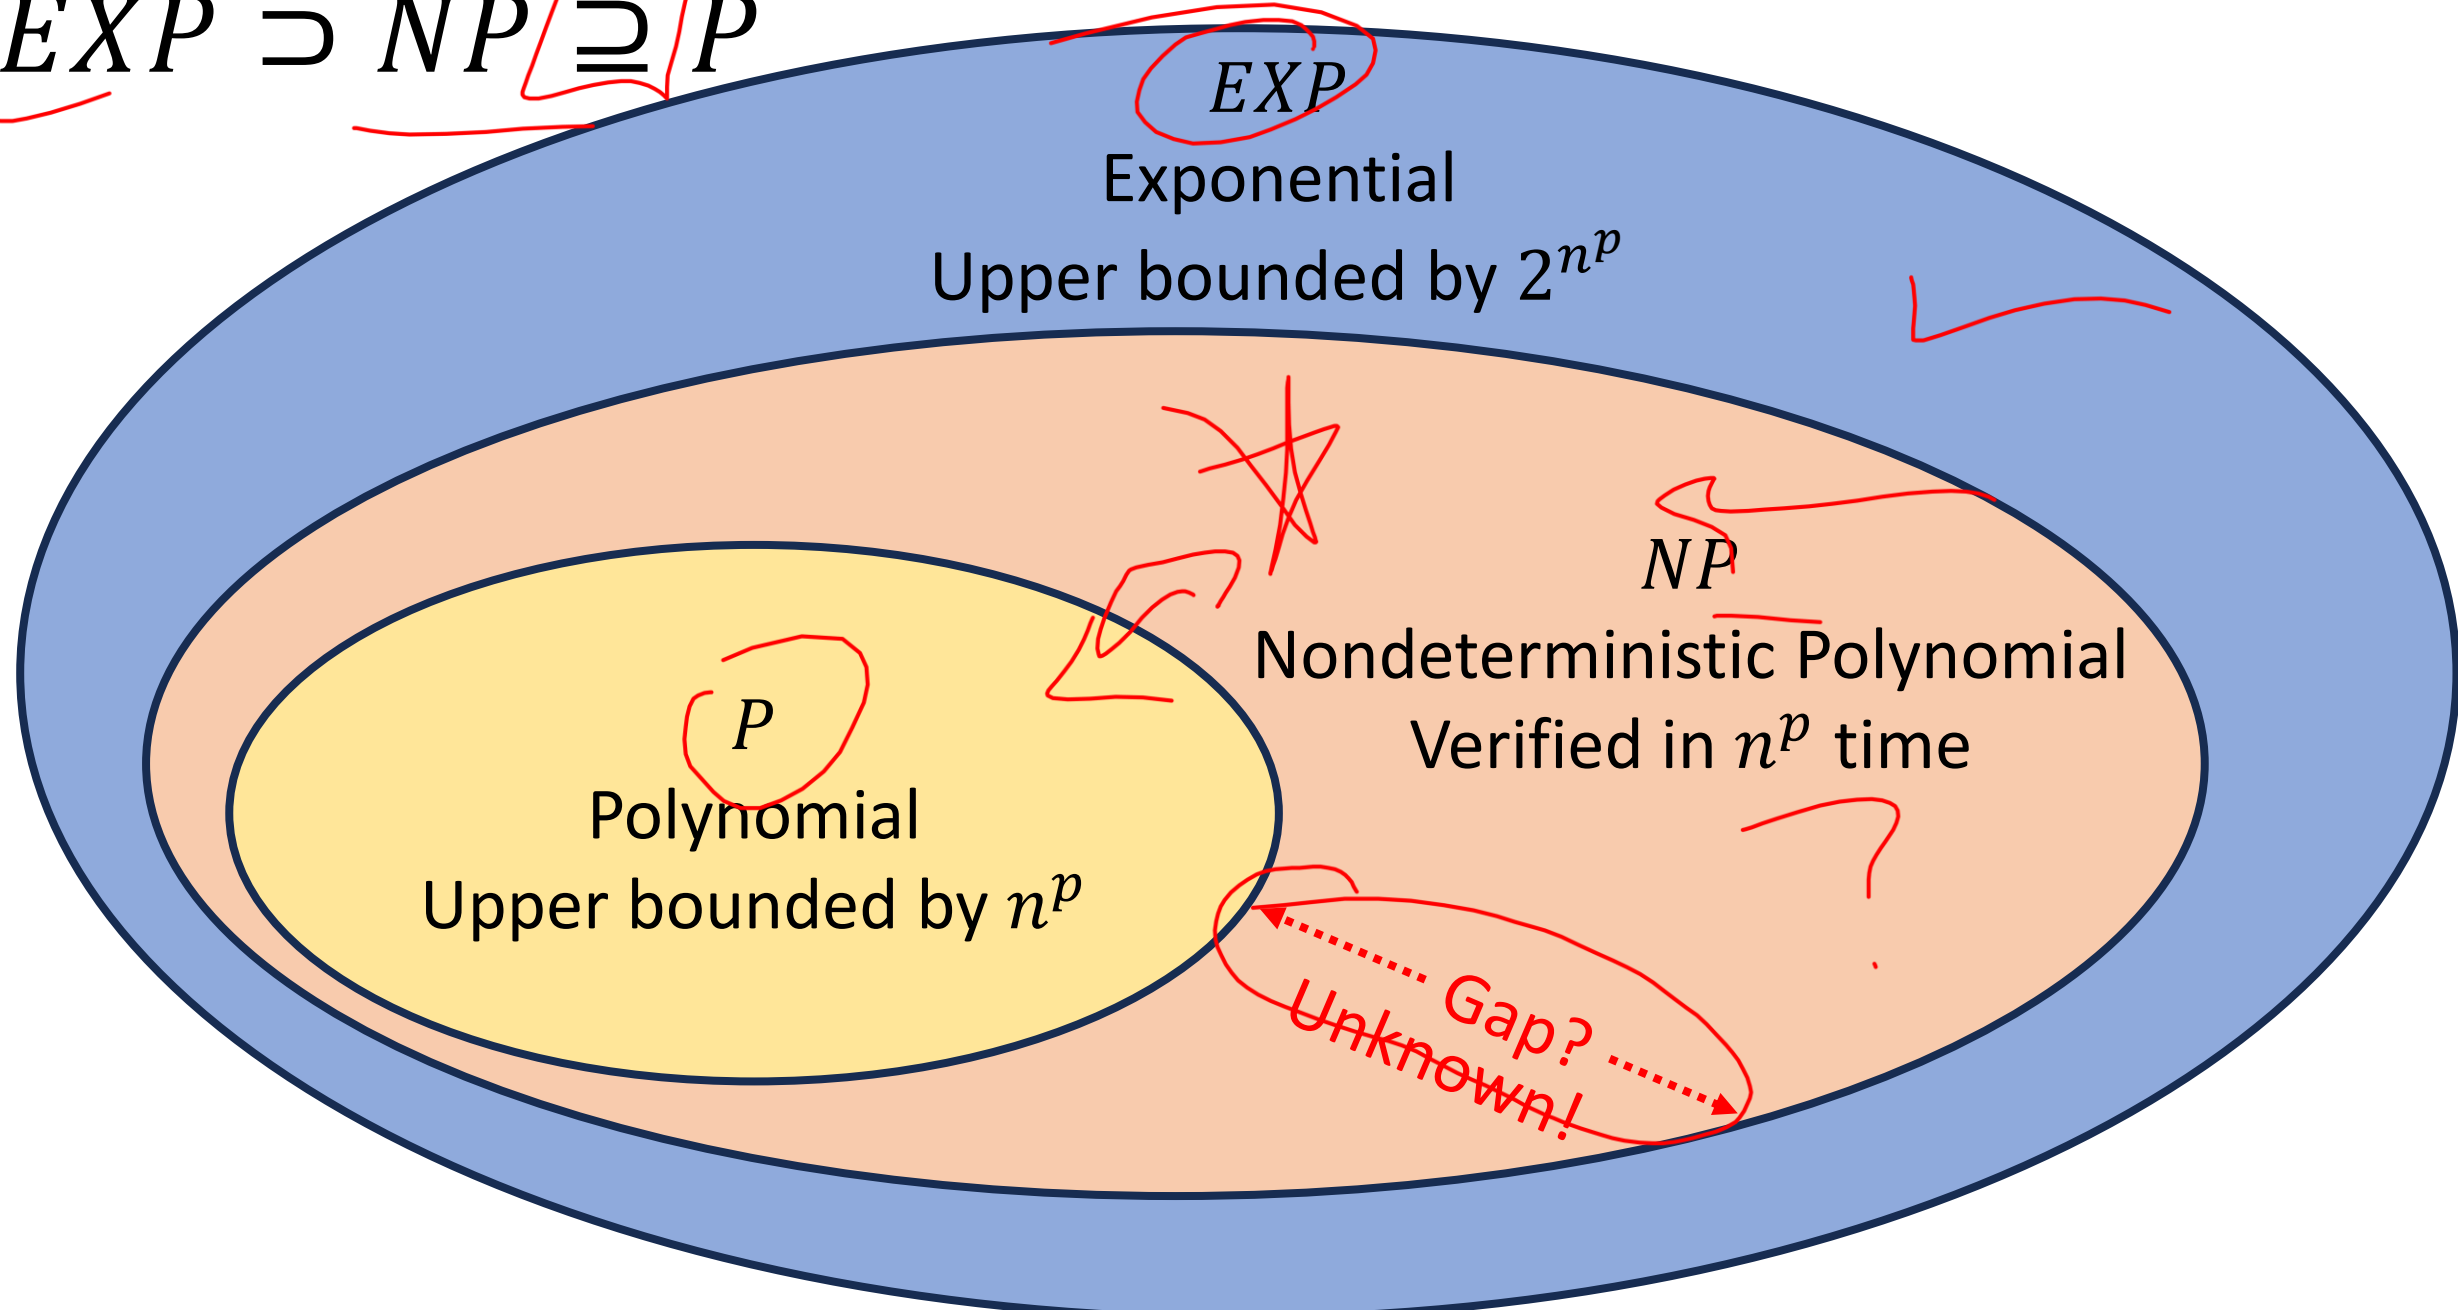 EXP ⊃ NP ⊇ P
EXP
Exponential
Upper bounded by 2^{n^p}
NP
Nondeterministic Polynomial
Verified in n^p time
P
Polynomial
Upper bounded by n^p
Gap?
Unknown!
?